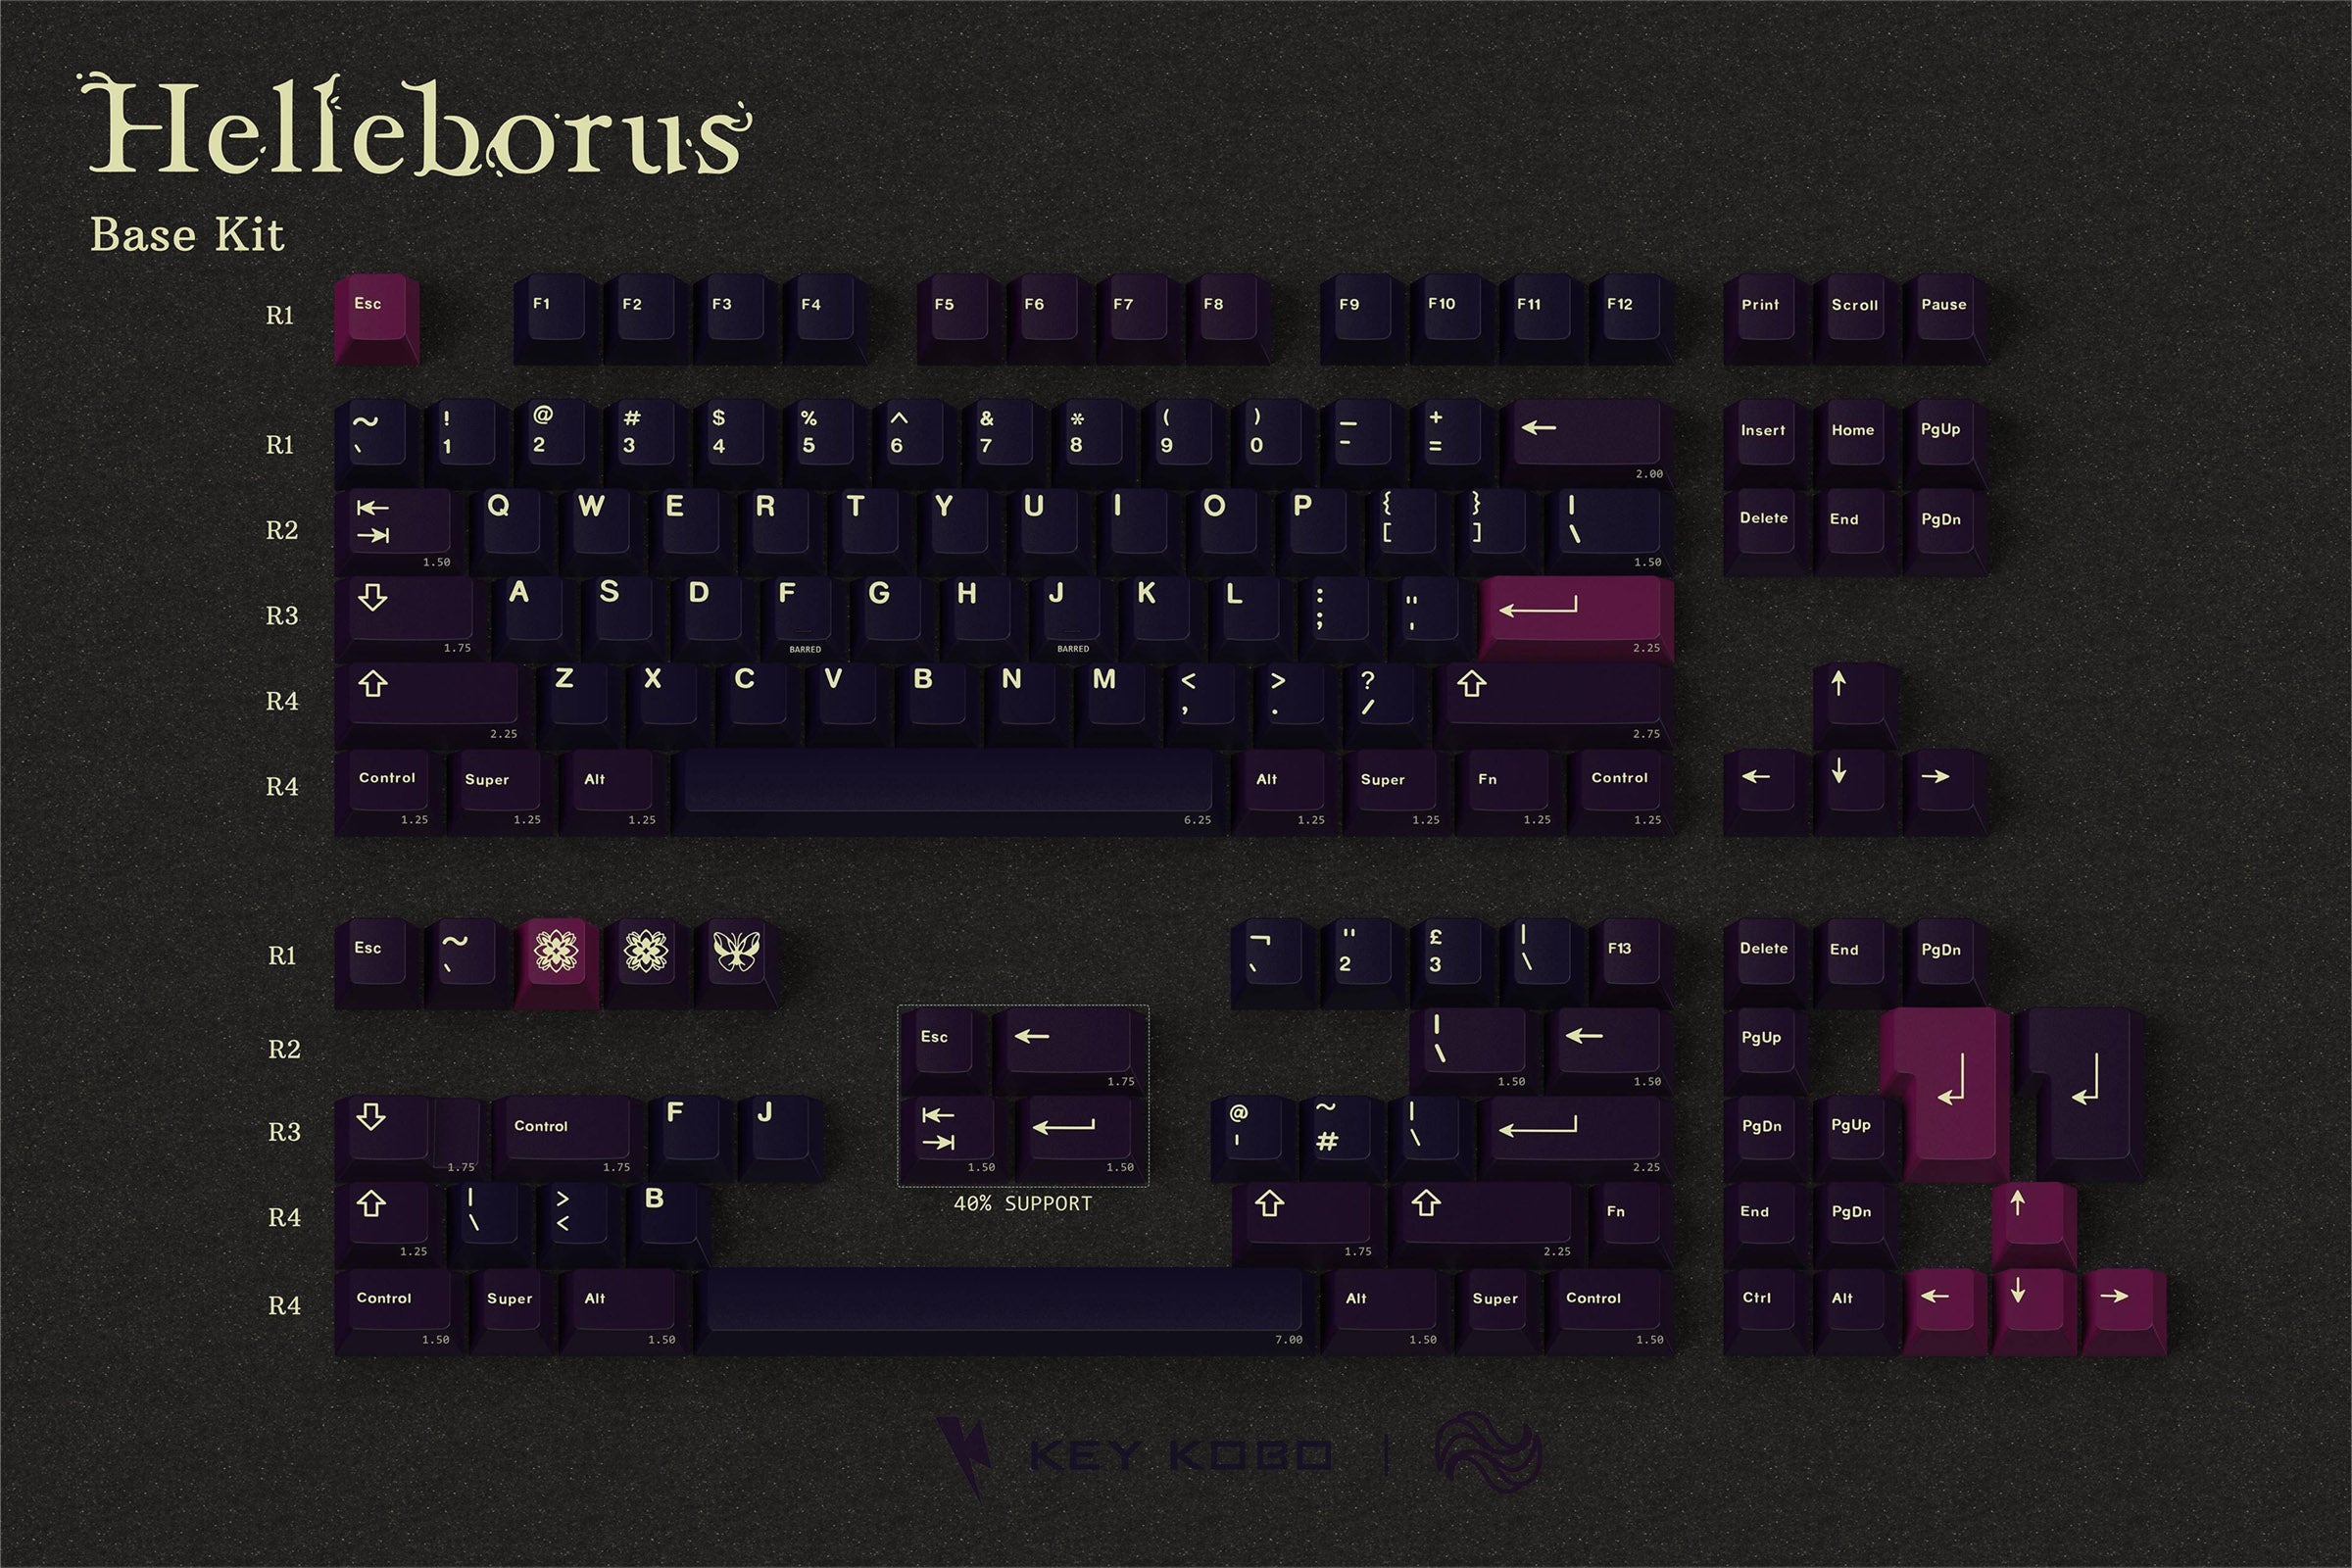 Helleborus
Base Kit
R1 Esc F1 F2 F3 F4 F5 F6 F7 F8 F9 F10 F11 F12 Print Scroll Pause
R1 ~ ` ! 1 @ 2 # 3 $ 4 % 5 ^ 6 & 7 * 8 ( 9 ) 0 _ - + = ← 2.00 Insert Home PgUp
R2 ⇤ ⇥ 1.50 Q W E R T Y U I O P { [ } ] | \ 1.50 Delete End PgDn
R3 ⇩ 1.75 A S D F BARRED G H J BARRED K L : ; " ' ↵ 2.25
R4 ⇧ 2.25 Z X C V B N M < , > . ? / ⇧ 2.75 ↑
R4 Control 1.25 Super 1.25 Alt 1.25 6.25 Alt 1.25 Super 1.25 Fn 1.25 Control 1.25 ← ↓ →
R1 Esc ~ ` ¬ ` " 2 £ 3 | \ F13 Delete End PgDn
R2 Esc ← 1.75 | \ 1.50 ← 1.50 PgUp ↵ ↵
R3 ⇩ 1.75 Control 1.75 F J ⇤ ⇥ 1.50 ↵ 1.50 @ ' ~ # | \ ↵ 2.25 PgDn PgUp
40% SUPPORT
R4 ⇧ 1.25 | \ > < B ⇧ 1.75 ⇧ 2.25 Fn End PgDn ↑
R4 Control 1.50 Super Alt 1.50 7.00 Alt 1.50 Super Control 1.50 Ctrl Alt ← ↓ →
KEY KOBO